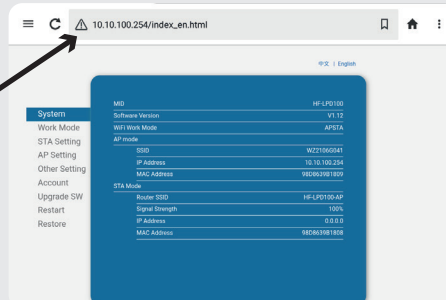 10.10.100.254/index_en.html
中文 | English
System
Work Mode
STA Setting
AP Setting
Other Setting
Account
Upgrade SW
Restart
Restore
MID HF-LPD100
Software Version V1.12
WiFi Work Mode APSTA
AP mode
SSID WZ21060041
IP Address 10.10.100.254
MAC Address 98D8639B1809
STA Mode
Router SSID HF-LPD100-AP
Signal Strength 100%
IP Address 0.0.0.0
MAC Address 98D8639B1808